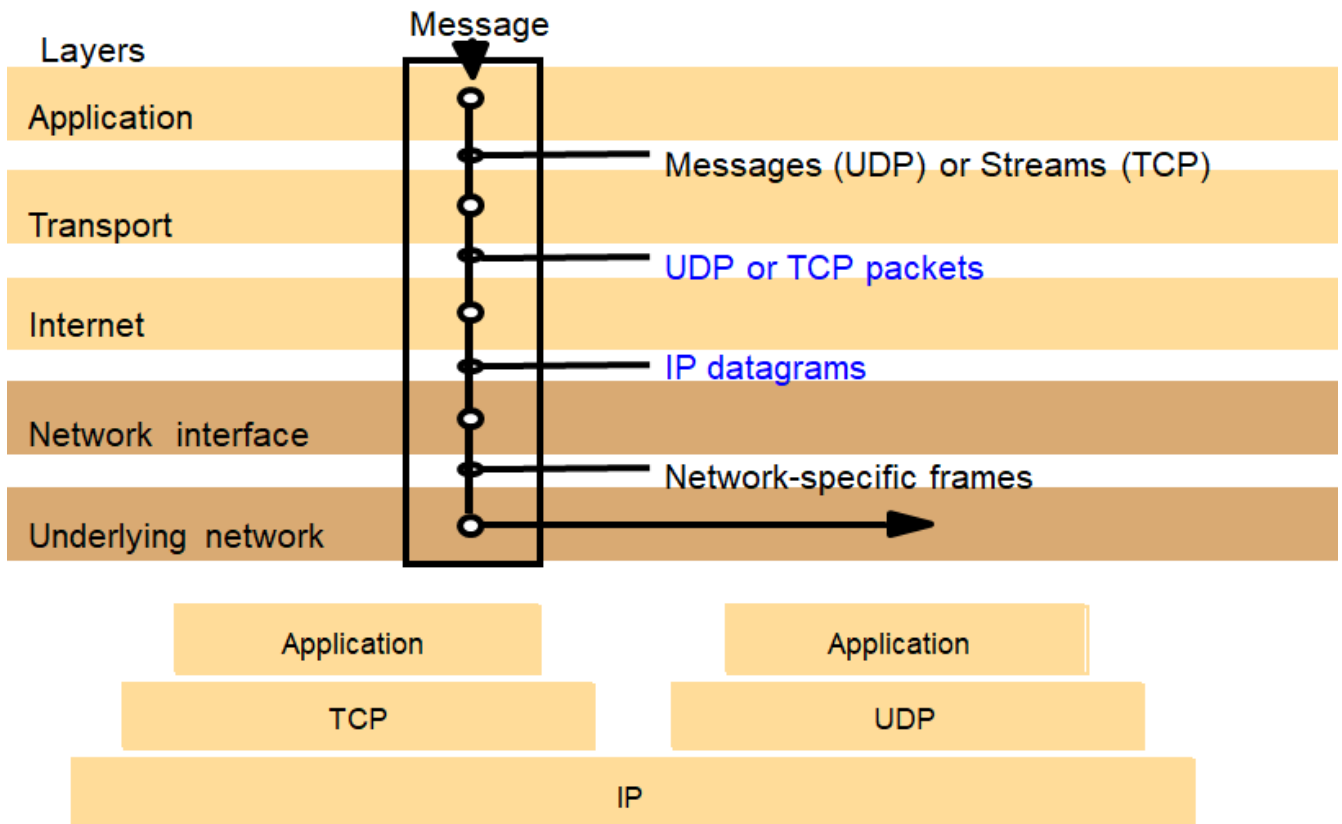 Message
Layers
Application
Messages (UDP) or Streams (TCP)
Transport
UDP or TCP packets
Internet
IP datagrams
Network interface
Network-specific frames
Underlying network
Application
Application
TCP
UDP
IP